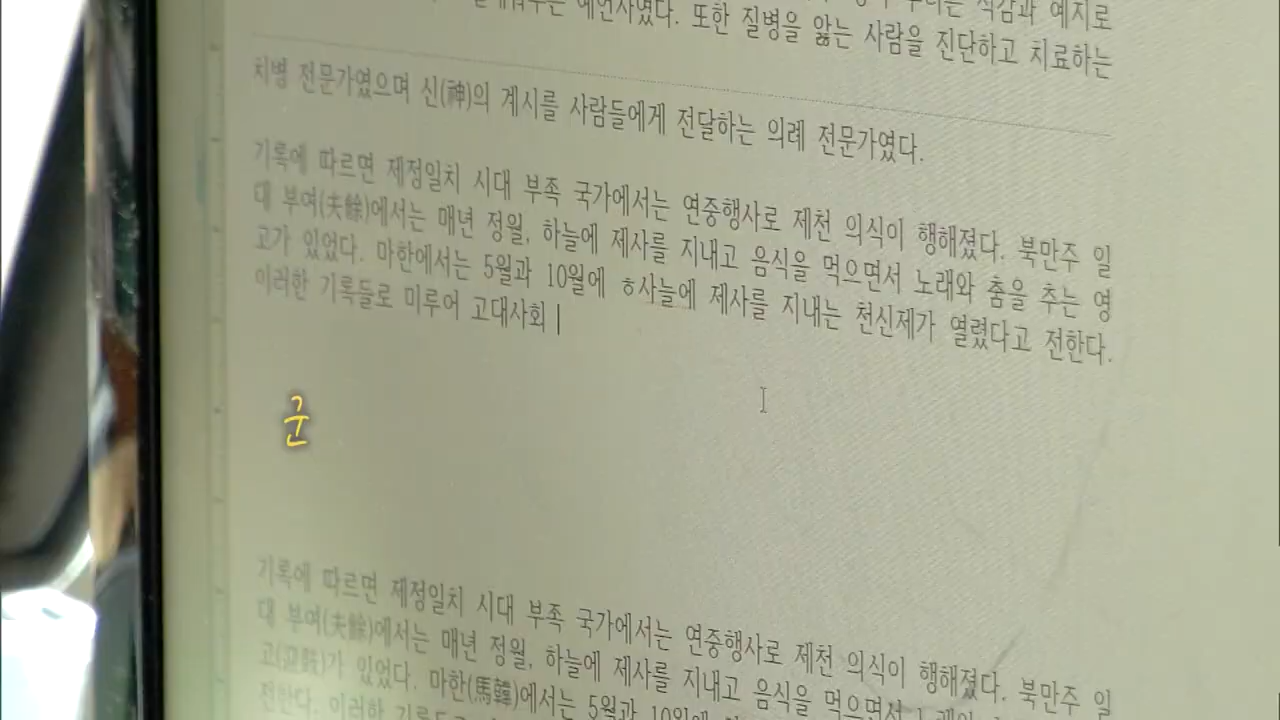 예언사였다. 또한 질병을 앓는 사람을 진단하고 치료하는
치병 전문가였으며 신(神)의 계시를 사람들에게 전달하는 의례 전문가였다.
기록에 따르면 제정일치 시대 부족 국가에서는 연중행사로 제천 의식이 행해졌다. 북만주 일
대 부여(夫餘)에서는 매년 정월, 하늘에 제사를 지내고 음식을 먹으면서 노래와 춤을 추는 영
고가 있었다. 마한에서는 5월과 10월에 ㅎ사늘에 제사를 지내는 천신제가 열렸다고 전한다.
이러한 기록들로 미루어 고대사회
군
기록에 따르면 제정일치 시대 부족 국가에서는 연중행사로 제천 의식이 행해졌다. 북만주 일
대 부여(夫餘)에서는 매년 정월, 하늘에 제사를 지내고 음식을 먹으면서
고(迎鼓)가 있었다. 마한(馬韓)에서는 5월과 10월에
전한다. 이러한